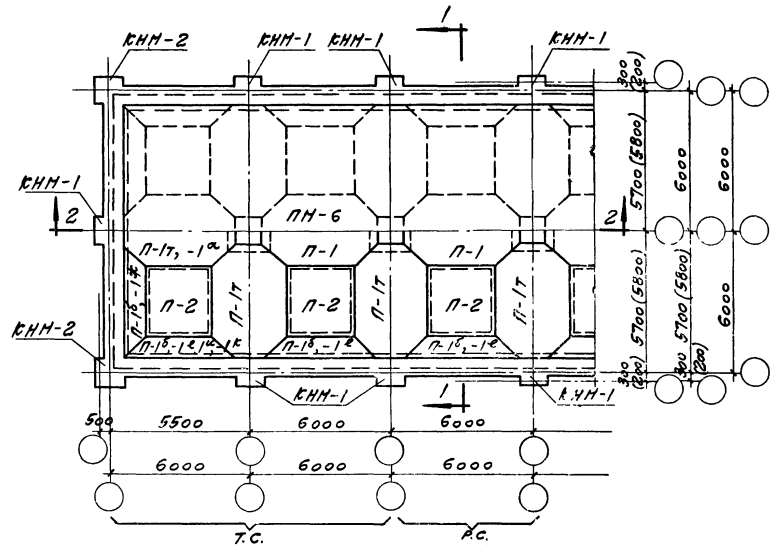 1
КНМ-2
КНМ-1
КНМ-1
КНМ-1
300
(200)
5700 (5800)
6000
6000
КНМ-1
2
ПМ-6
2
П-1т, -1а
П-1
П-1
П-1т
П-1т
П-1т
П-2
П-2
П-2
5700 (5800)
5700 (5800)
6000
КНМ-2
П-1б, -1е
П-1б, -1е
300
(200)
300
(200)
КНМ-1
1
КНМ-1
500
5500
6000
6000
6000
6000
6000
Т.С.
Р.С.